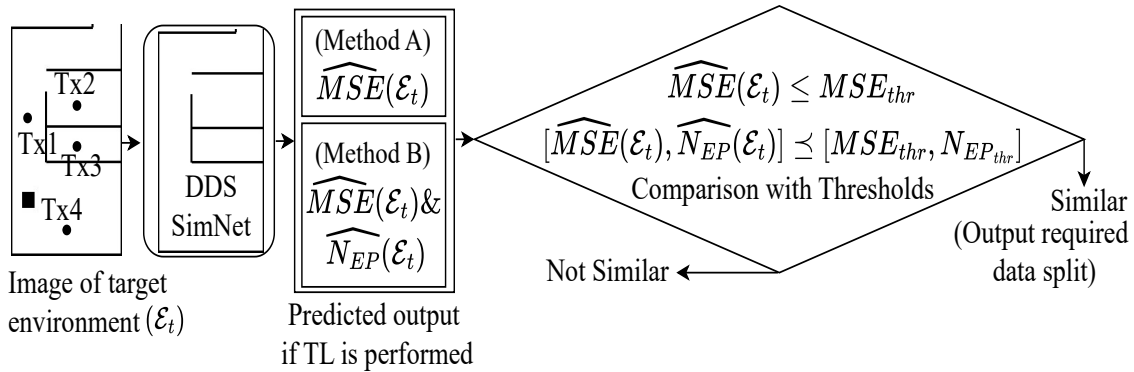 Tx2
Tx1
Tx3
Tx4
Image of target
environment (ℰ_t)
DDS
SimNet
(Method A)
\widehat{MSE}(ℰ_t)
(Method B)
\widehat{MSE}(ℰ_t)&
\widehat{N_{EP}}(ℰ_t)
Predicted output
if TL is performed
\widehat{MSE}(ℰ_t) ≤ MSE_{thr}
[\widehat{MSE}(ℰ_t), \widehat{N_{EP}}(ℰ_t)] ⪯ [MSE_{thr}, N_{EP_{thr}}]
Comparison with Thresholds
Not Similar
Similar
(Output required
data split)